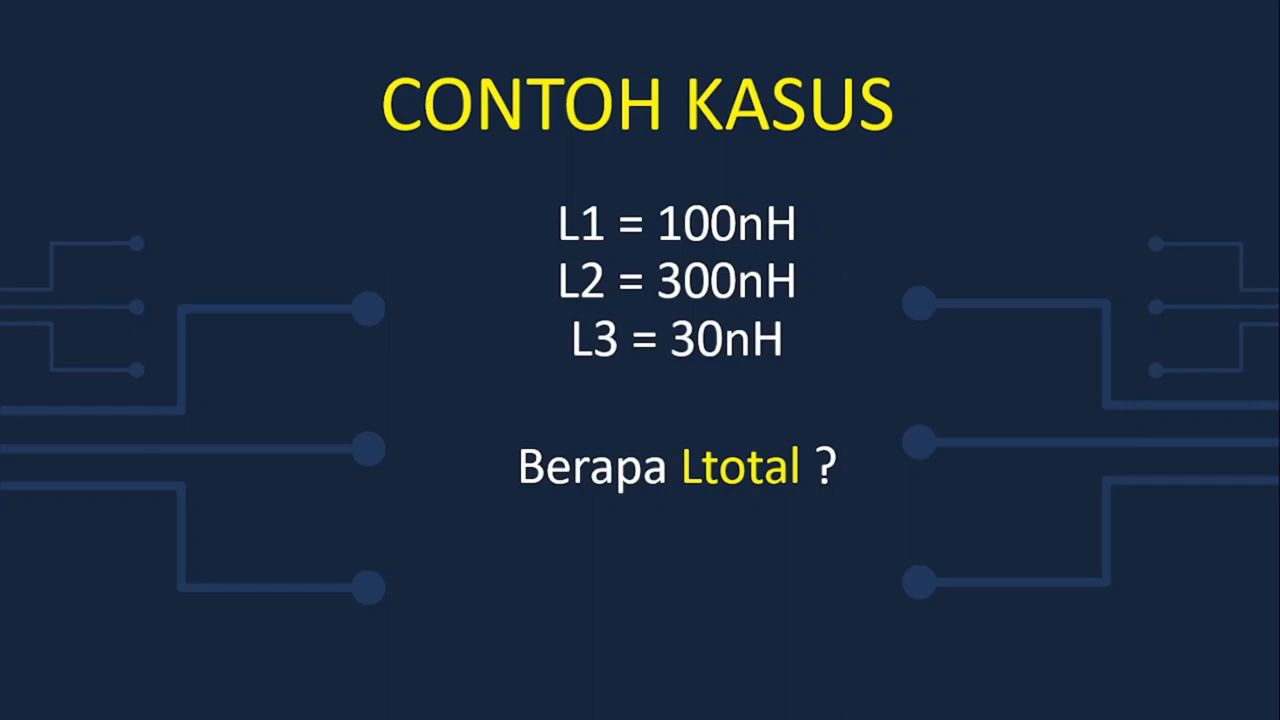 CONTOH KASUS
L1 = 100nH
L2 = 300nH
L3 = 30nH
Berapa Ltotal ?